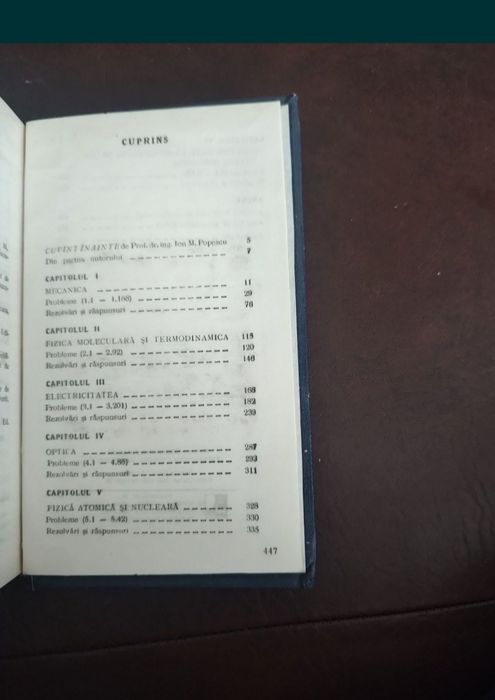 CUPRINS
CUVÎNT ÎNAINTE de Prof. dr. ing. Ion M. Popescu 5
Din partea autorului 7
CAPITOLUL I
MECANICA 11
Probleme (1.1 — 1.168) 29
Rezolvări și răspunsuri 76
CAPITOLUL II
FIZICA MOLECULARĂ ȘI TERMODINAMICA 115
Probleme (2.1 — 2.92) 120
Rezolvări și răspunsuri 146
CAPITOLUL III
ELECTRICITATEA 168
Probleme (3.1 — 3.201) 182
Rezolvări și răspunsuri 239
CAPITOLUL IV
OPTICA 287
Probleme (4.1 — 4.85) 293
Rezolvări și răspunsuri 311
CAPITOLUL V
FIZICĂ ATOMICĂ ȘI NUCLEARĂ 328
Probleme (5.1 — 5.42) 330
Rezolvări și răspunsuri 335
447